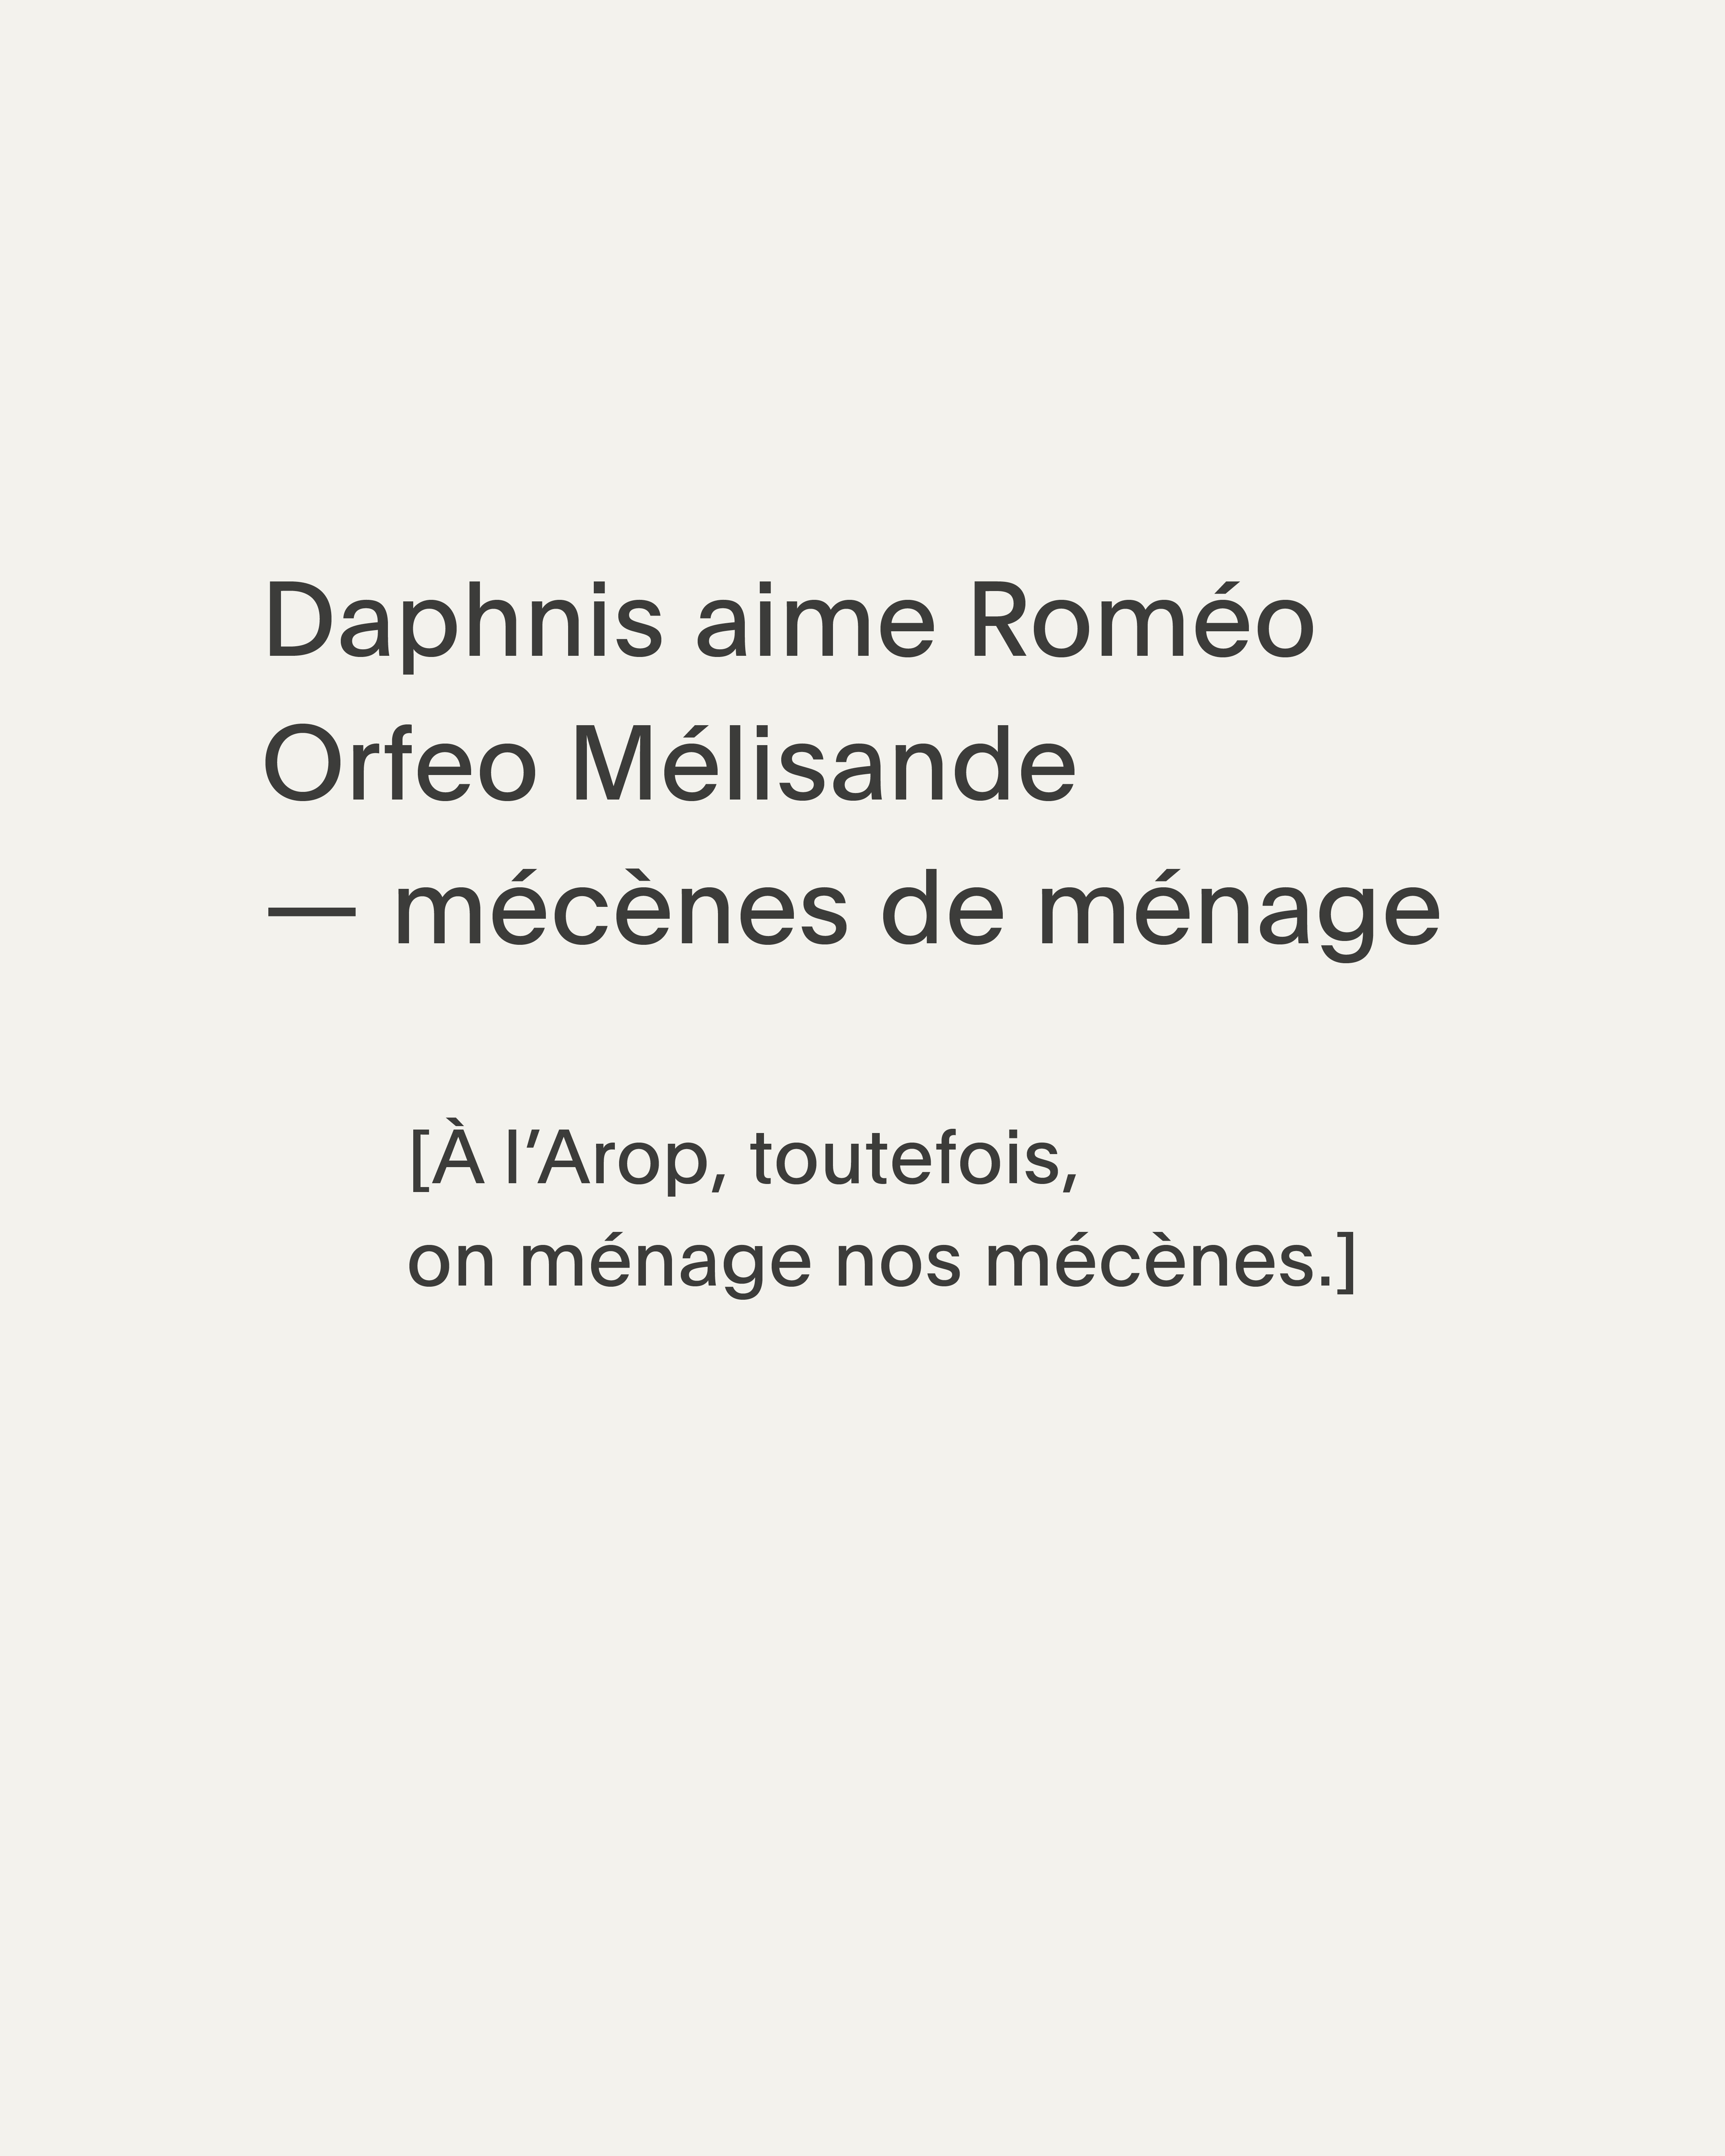 Daphnis aime Roméo
Orfeo Mélisande
— mécènes de ménage
[À l’Arop, toutefois,
on ménage nos mécènes.]